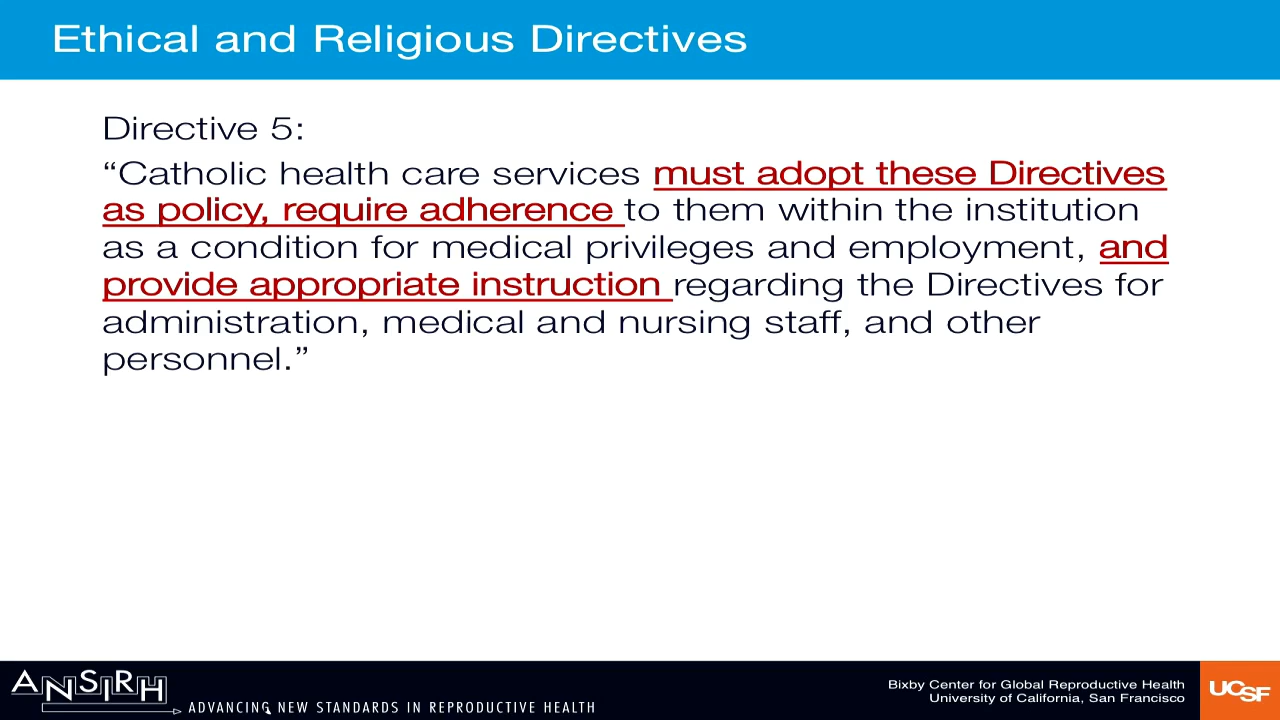 Ethical and Religious Directives
Directive 5:
“Catholic health care services must adopt these Directives
as policy, require adherence to them within the institution
as a condition for medical privileges and employment, and
provide appropriate instruction regarding the Directives for
administration, medical and nursing staff, and other
personnel.”
ANSIRH
ADVANCING NEW STANDARDS IN REPRODUCTIVE HEALTH
Bixby Center for Global Reproductive Health
University of California, San Francisco
UCSF